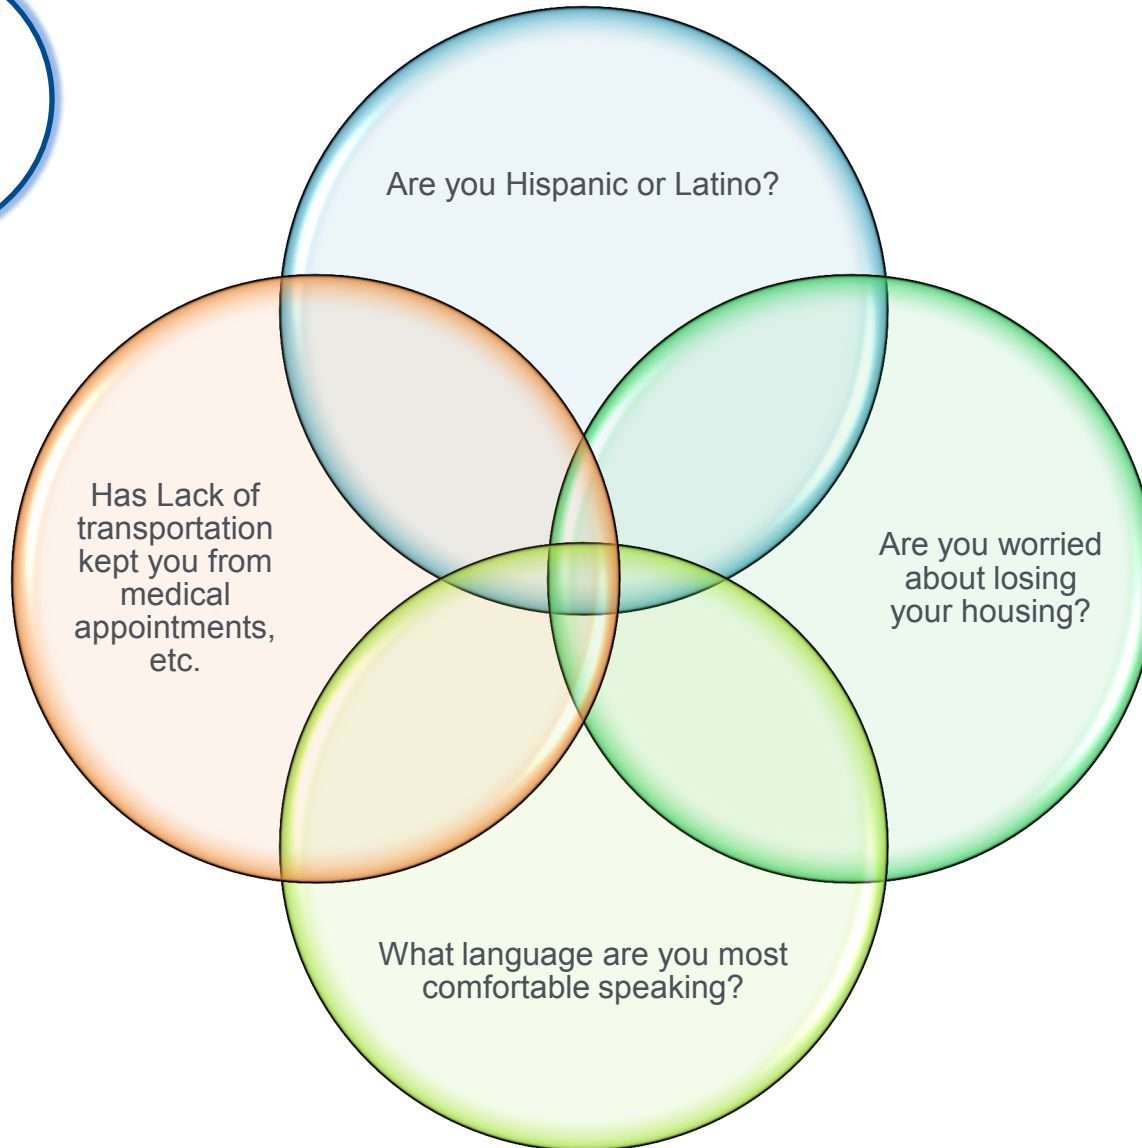 Are you Hispanic or Latino?
Has Lack of
transportation
kept you from
medical
appointments,
etc.
Are you worried
about losing
your housing?
What language are you most
comfortable speaking?